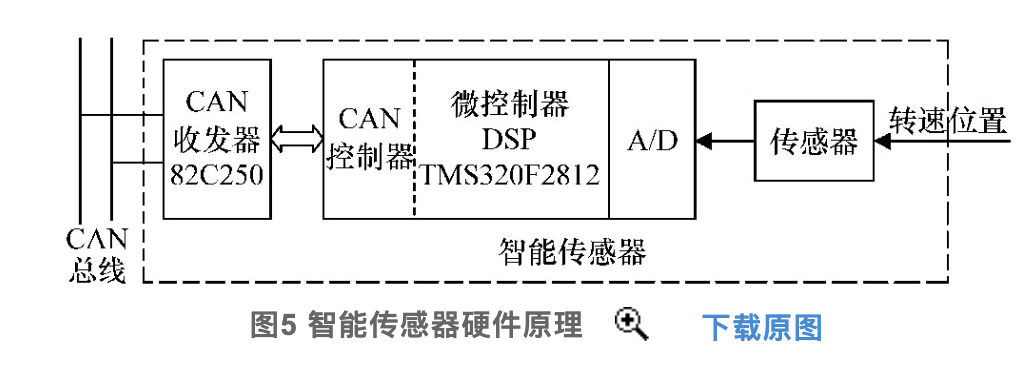 CAN
收发器
82C250
CAN
控制器
微控制器
DSP
TMS320F2812
A/D
传感器
转速位置
CAN
总线
智能传感器
图5 智能传感器硬件原理
下载原图